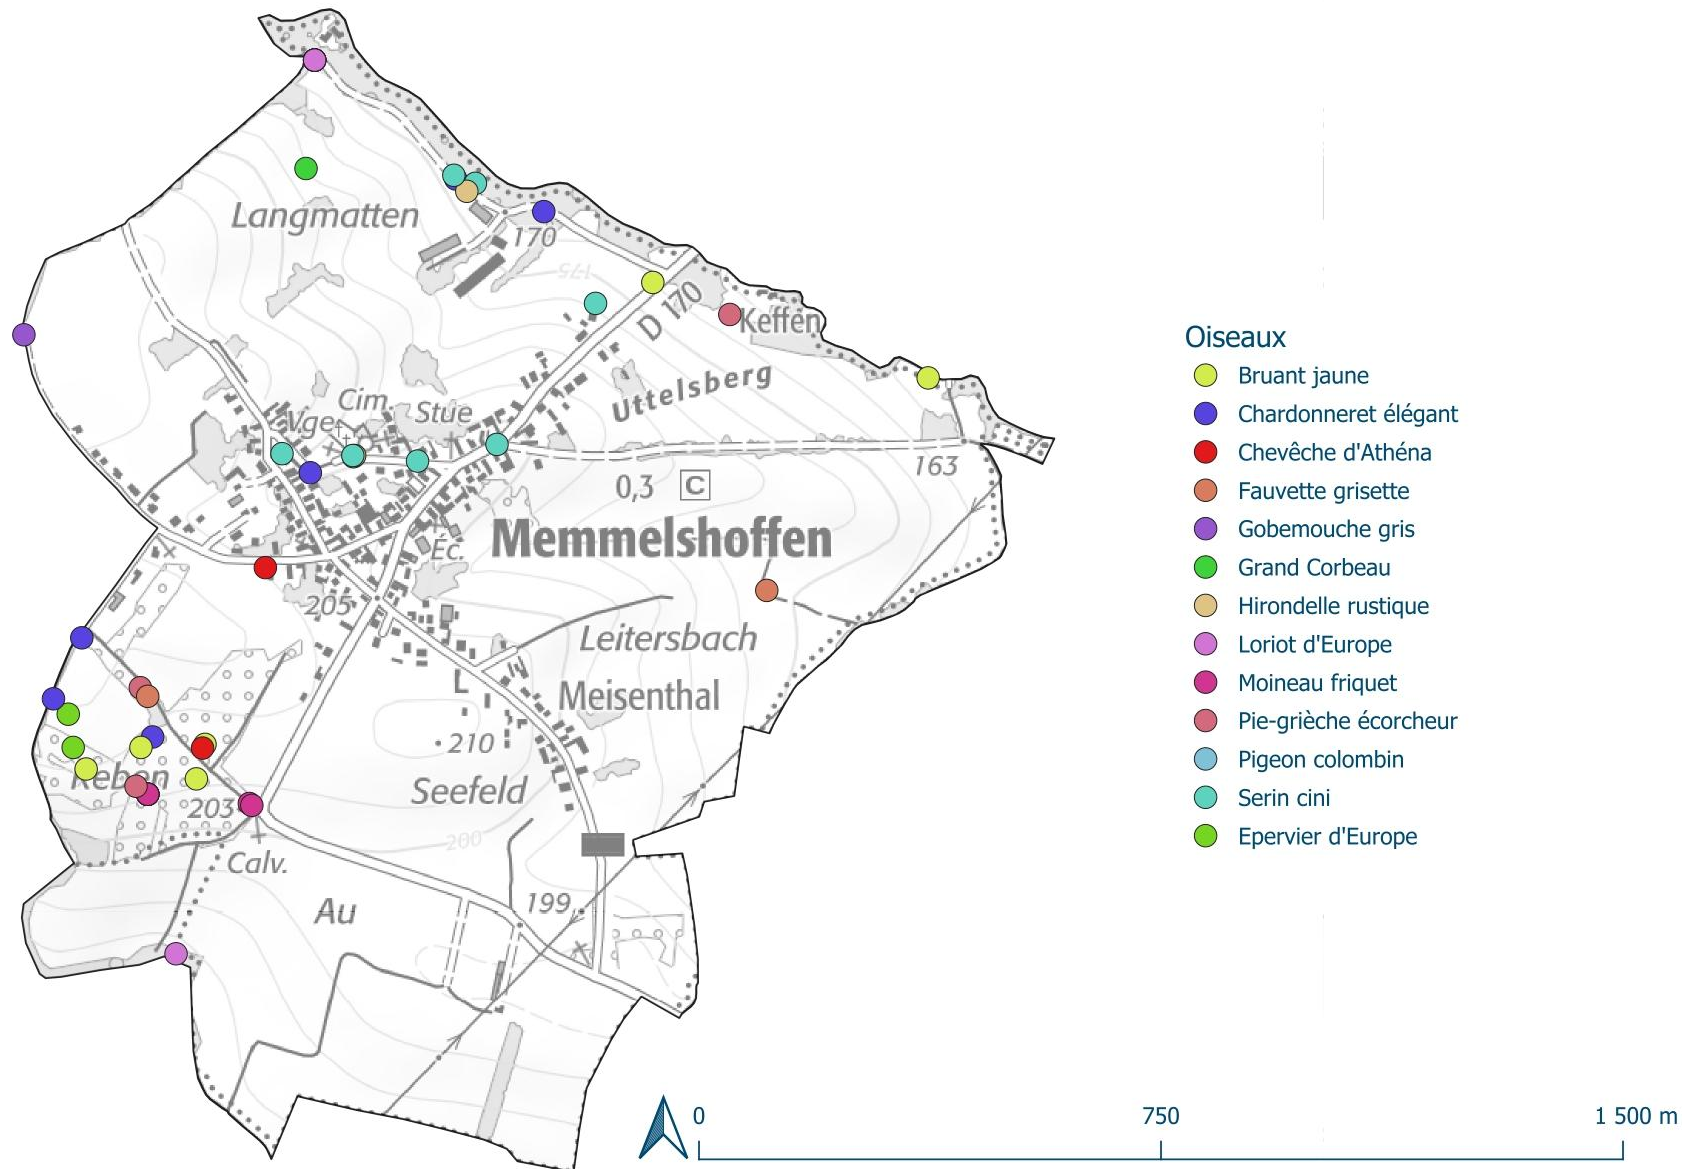 Langmatten
170
175
D 170
Keffen
Oiseaux
Bruant jaune
Uttelsberg
Cim.
Vge.
Stue
Chardonneret élégant
Chevêche d'Athéna
163
0,3
C
Fauvette grisette
Memmelshoffen
Gobemouche gris
Éc.
Grand Corbeau
205
Hirondelle rustique
Leitersbach
Loriot d'Europe
Meisenthal
Moineau friquet
Pie-grièche écorcheur
210
Pigeon colombin
Reben
Seefeld
203
Serin cini
200
Epervier d'Europe
Calv.
Au
199
0
750
1 500 m